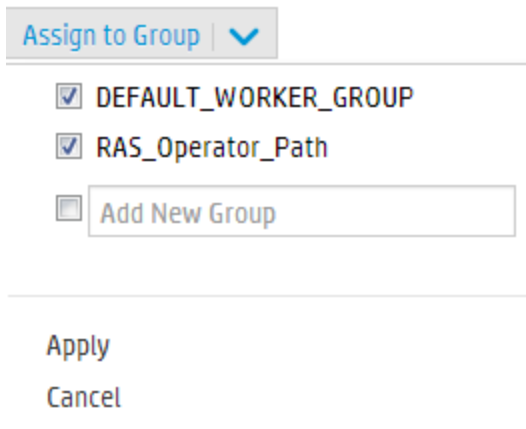 Assign to Group
DEFAULT_WORKER_GROUP
RAS_Operator_Path
Add New Group
Apply
Cancel